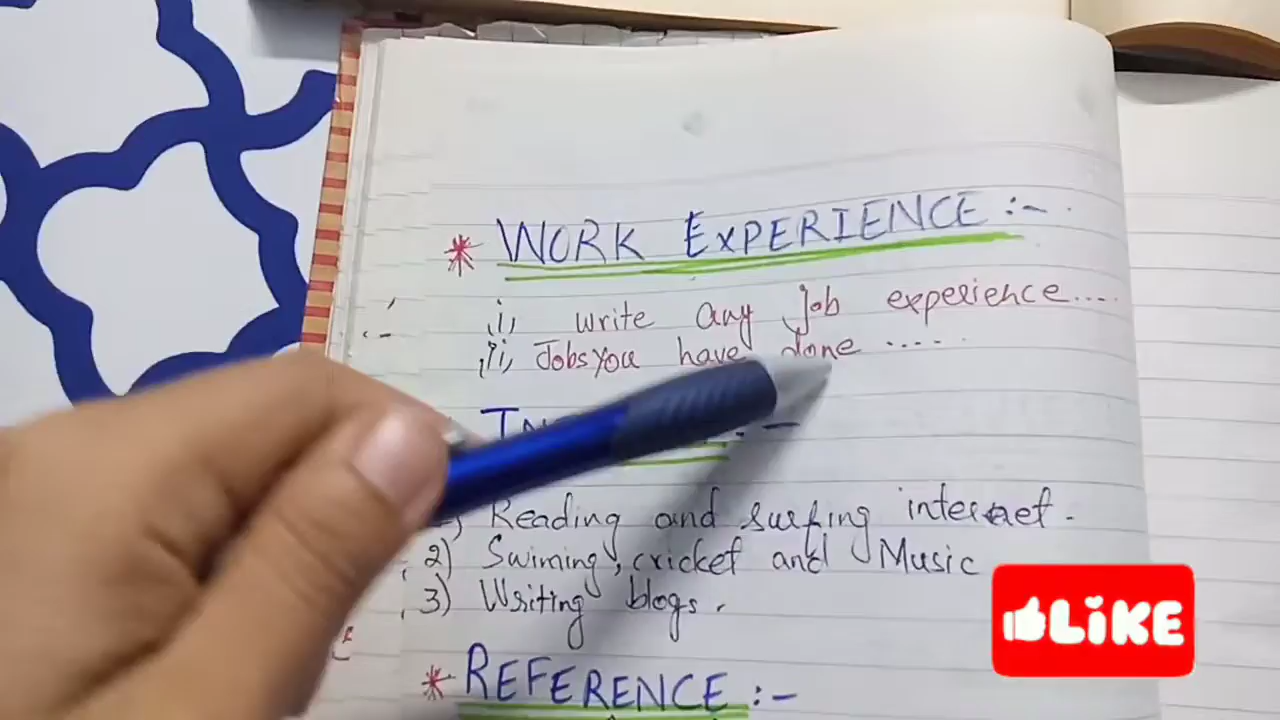 * WORK EXPERIENCE :-
i, write any job experience....
ii, Jobs you have done .....
:-
Reading and surfing internet.
2) Swiming, cricket and Music
3) Writing blogs.
LiKE
* REFERENCE :-